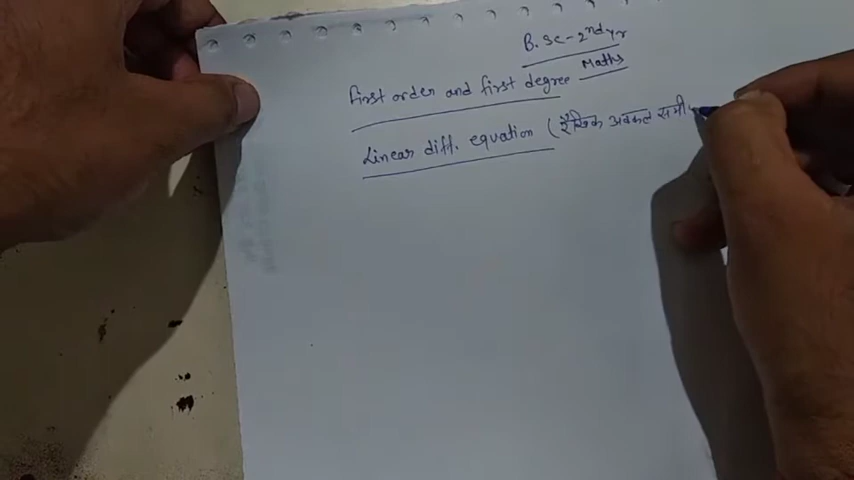 B.Sc-2nd yr
Maths
First order and first degree
Linear diff. equation (रैखिक अवकल समी